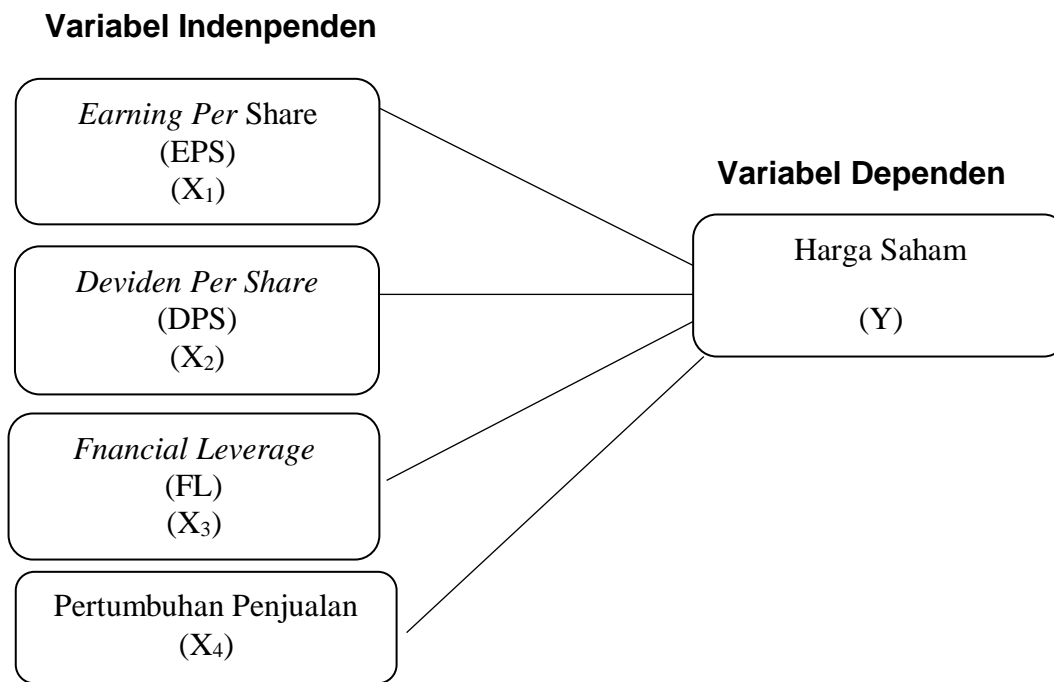 Variabel Indenpenden
Earning Per Share
(EPS)
(X₁)
Deviden Per Share
(DPS)
(X₂)
Fnancial Leverage
(FL)
(X₃)
Pertumbuhan Penjualan
(X₄)
Variabel Dependen
Harga Saham
(Y)